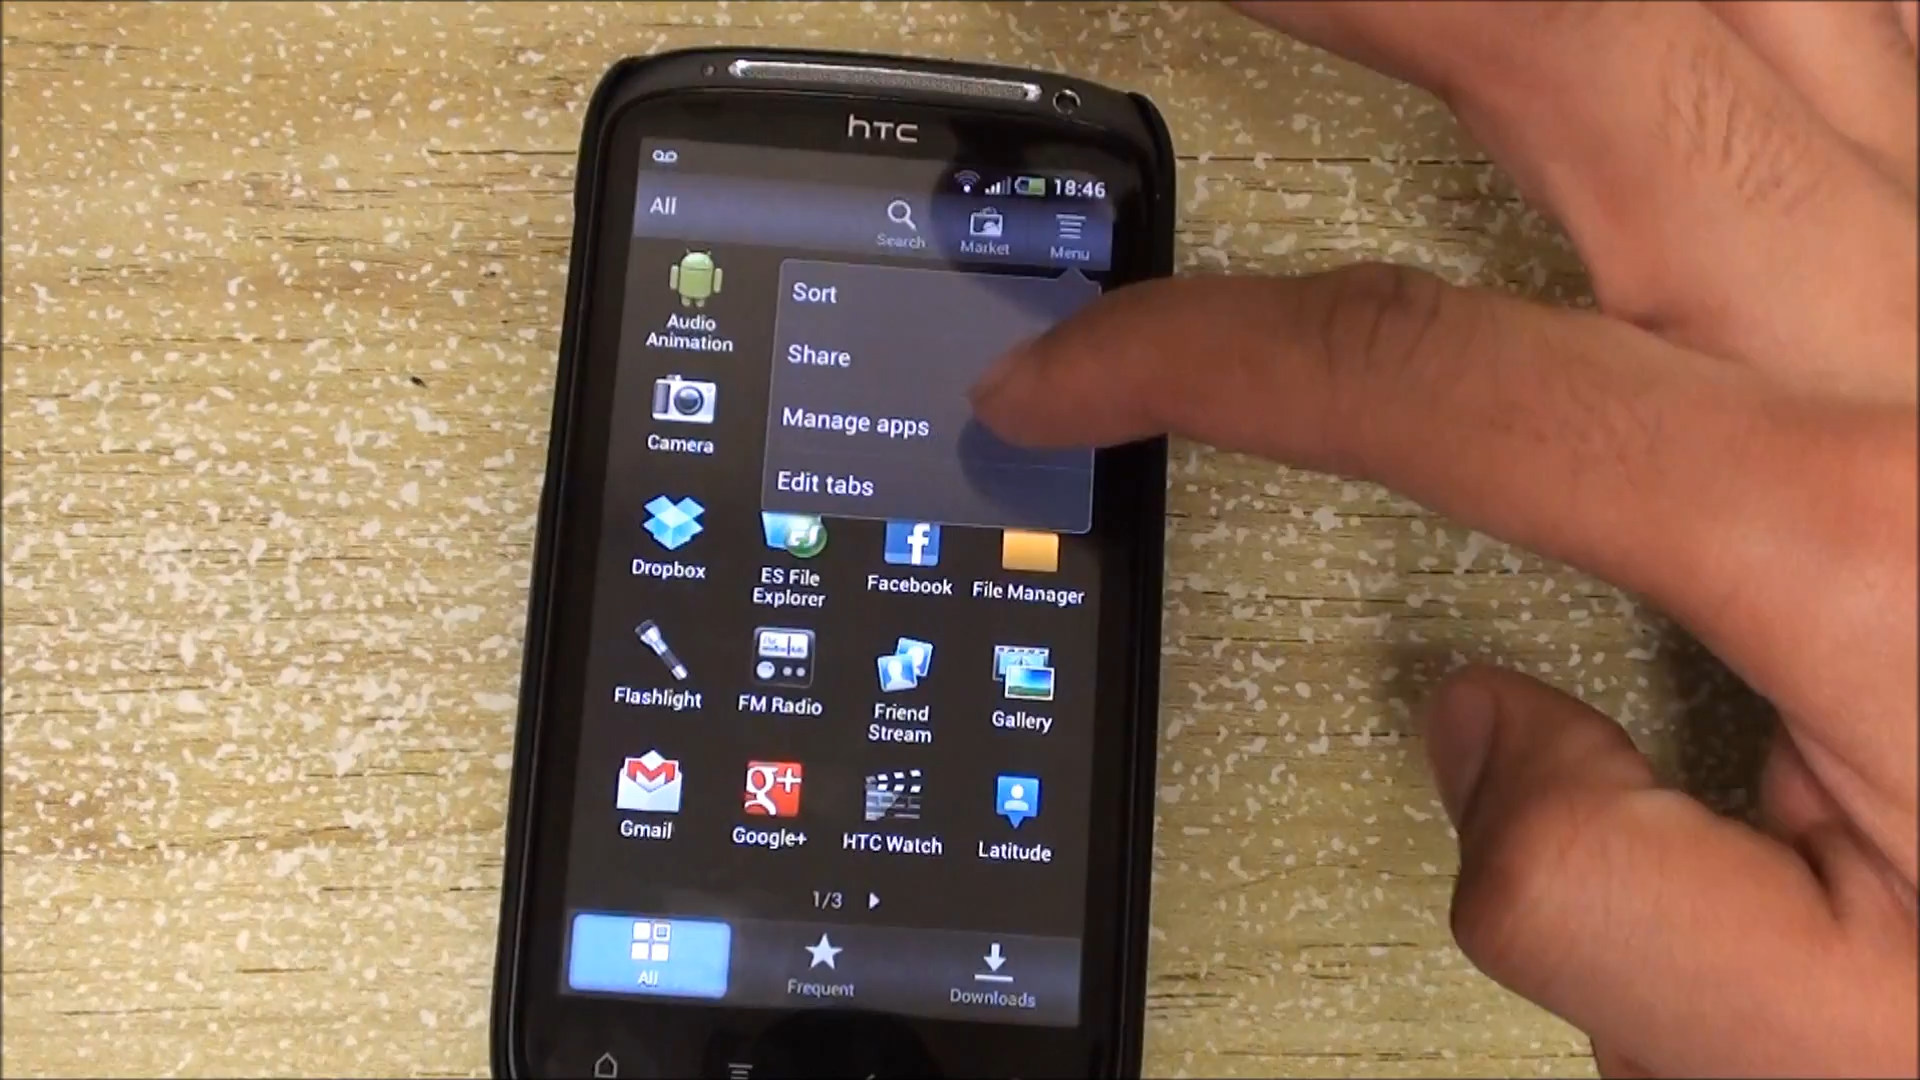 hTC
18:46
All
Search
Market
Menu
Sort
Share
Manage apps
Edit tabs
Audio
Animation
Camera
Dropbox
ES File
Explorer
Facebook
File Manager
Flashlight
FM Radio
Friend
Stream
Gallery
Gmail
Google+
HTC Watch
Latitude
1/3
All
Frequent
Downloads